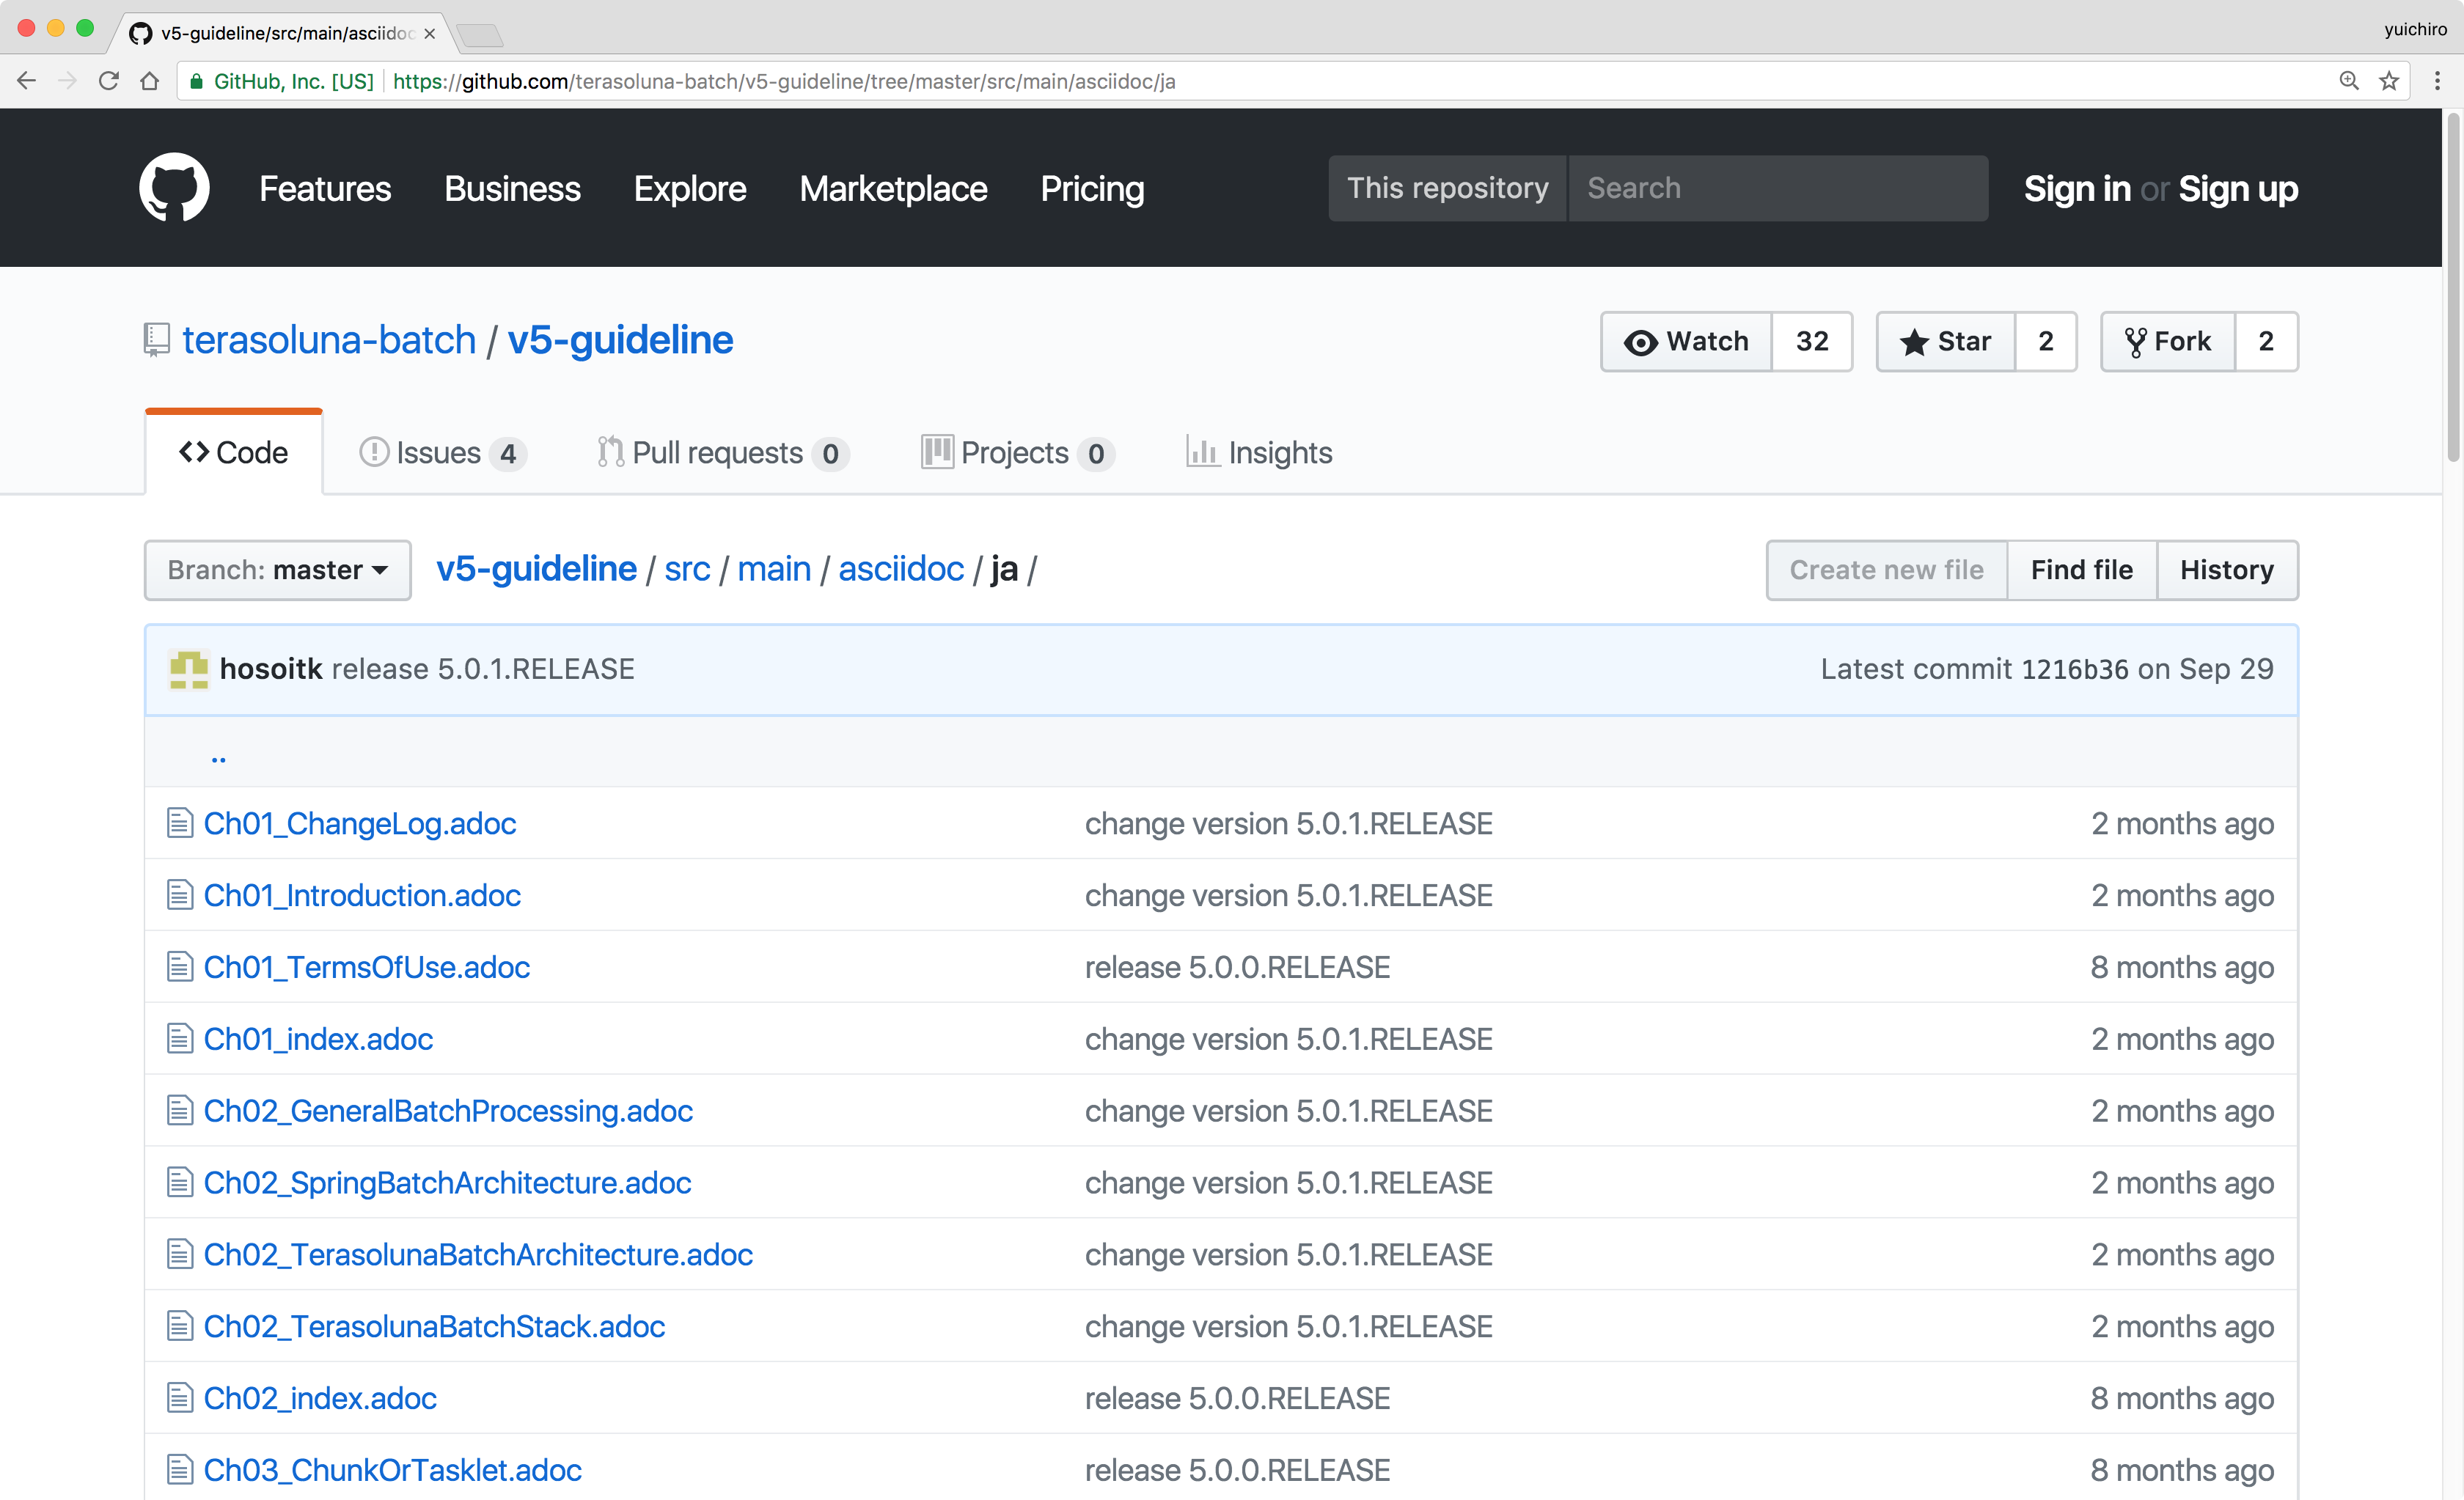 v5-guideline/src/main/asciidoc
yuichiro
GitHub, Inc. [US] https://github.com/terasoluna-batch/v5-guideline/tree/master/src/main/asciidoc/ja
Features Business Explore Marketplace Pricing This repository Search Sign in or Sign up
terasoluna-batch / v5-guideline Watch 32 Star 2 Fork 2
Code Issues 4 Pull requests 0 Projects 0 Insights
Branch: master v5-guideline / src / main / asciidoc / ja / Create new file Find file History
hosoitk release 5.0.1.RELEASE Latest commit 1216b36 on Sep 29
..
Ch01_ChangeLog.adoc change version 5.0.1.RELEASE 2 months ago
Ch01_Introduction.adoc change version 5.0.1.RELEASE 2 months ago
Ch01_TermsOfUse.adoc release 5.0.0.RELEASE 8 months ago
Ch01_index.adoc change version 5.0.1.RELEASE 2 months ago
Ch02_GeneralBatchProcessing.adoc change version 5.0.1.RELEASE 2 months ago
Ch02_SpringBatchArchitecture.adoc change version 5.0.1.RELEASE 2 months ago
Ch02_TerasolunaBatchArchitecture.adoc change version 5.0.1.RELEASE 2 months ago
Ch02_TerasolunaBatchStack.adoc change version 5.0.1.RELEASE 2 months ago
Ch02_index.adoc release 5.0.0.RELEASE 8 months ago
Ch03_ChunkOrTasklet.adoc release 5.0.0.RELEASE 8 months ago